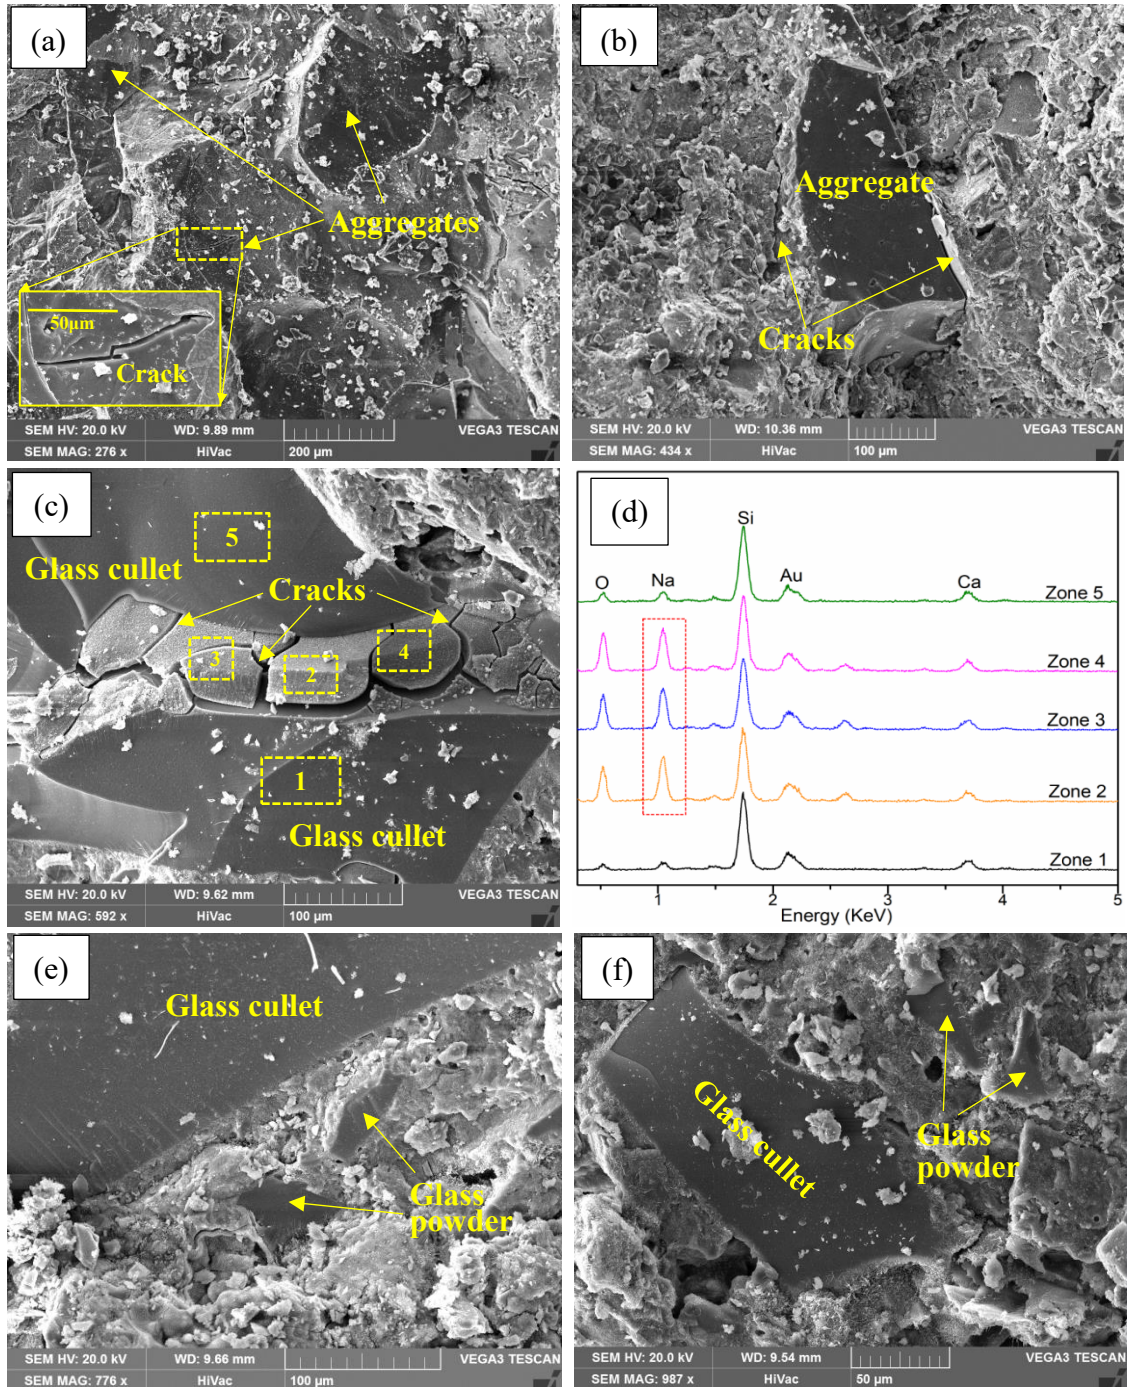 (a)
Aggregates
50μm
Crack
SEM HV: 20.0 kV WD: 9.89 mm VEGA3 TESCAN
SEM MAG: 276 x HiVac 200 μm
(b)
Aggregate
Cracks
SEM HV: 20.0 kV WD: 10.36 mm VEGA3 TESCAN
SEM MAG: 434 x HiVac 100 μm
(c)
5
Glass cullet
Cracks
3
2
4
1
Glass cullet
SEM HV: 20.0 kV WD: 9.62 mm VEGA3 TESCAN
SEM MAG: 592 x HiVac 100 μm
(d)
Si
O Na Au Ca
Zone 5
Zone 4
Zone 3
Zone 2
Zone 1
1 2 3 4 5
Energy (KeV)
(e)
Glass cullet
Glass
powder
SEM HV: 20.0 kV WD: 9.66 mm VEGA3 TESCAN
SEM MAG: 776 x HiVac 100 μm
(f)
Glass cullet
Glass
powder
SEM HV: 20.0 kV WD: 9.54 mm VEGA3 TESCAN
SEM MAG: 987 x HiVac 50 μm